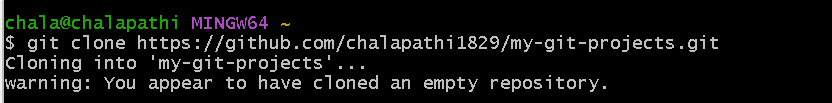 chala@chalapathi MINGW64 ~
$ git clone https://github.com/chalapathi1829/my-git-projects.git
Cloning into 'my-git-projects'...
warning: You appear to have cloned an empty repository.